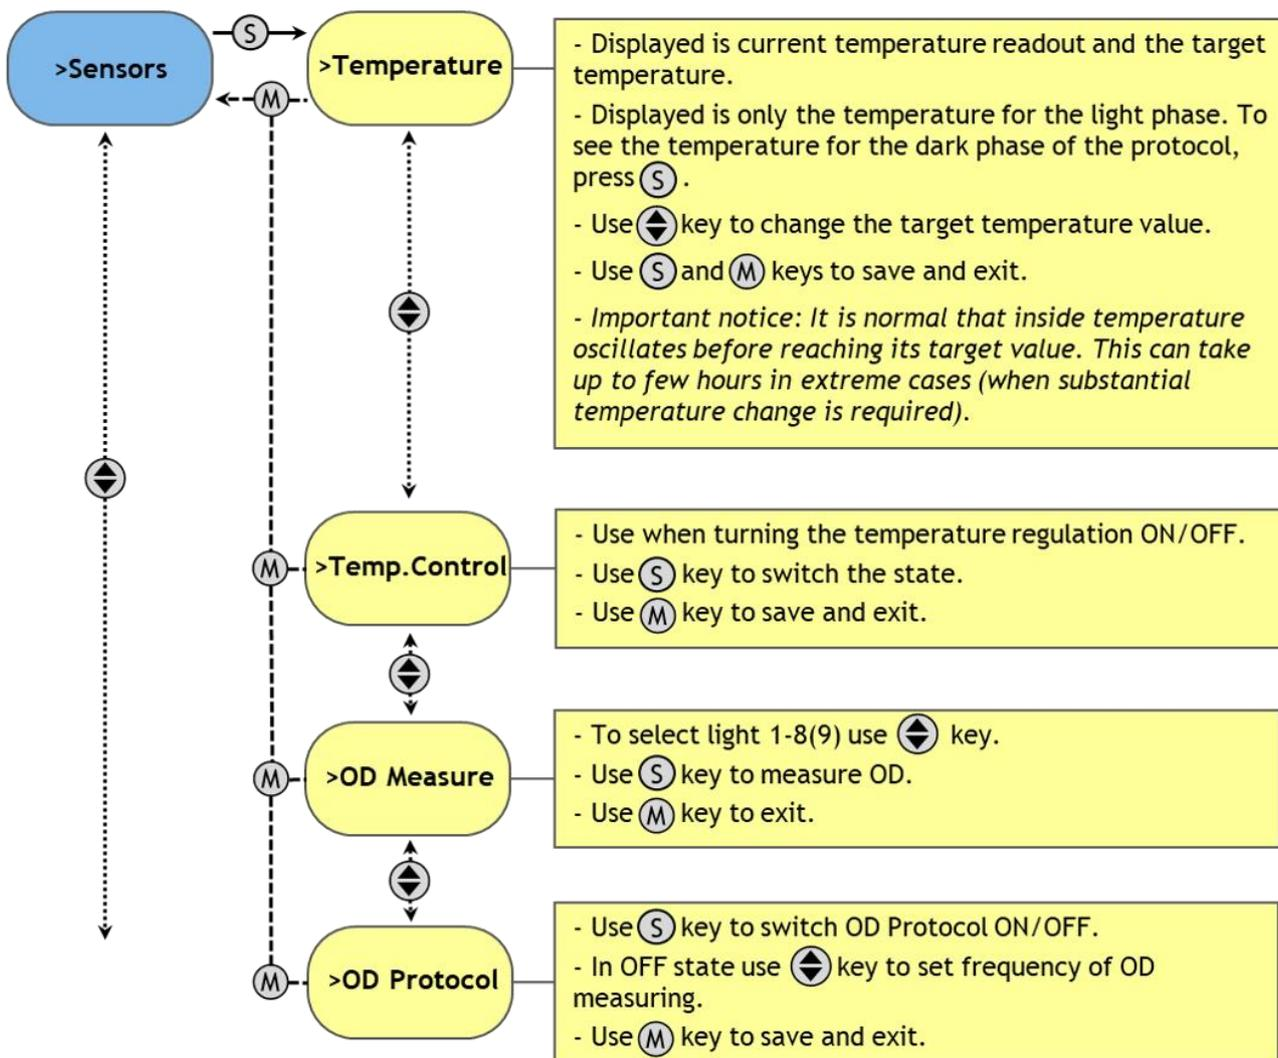 >Sensors
S
>Temperature
M
- Displayed is current temperature readout and the target
temperature.
- Displayed is only the temperature for the light phase. To
see the temperature for the dark phase of the protocol,
press S .
- Use key to change the target temperature value.
- Use S and M keys to save and exit.
- Important notice: It is normal that inside temperature
oscillates before reaching its target value. This can take
up to few hours in extreme cases (when substantial
temperature change is required).
M
>Temp.Control
- Use when turning the temperature regulation ON/OFF.
- Use S key to switch the state.
- Use M key to save and exit.
M
>OD Measure
- To select light 1-8(9) use key.
- Use S key to measure OD.
- Use M key to exit.
M
>OD Protocol
- Use S key to switch OD Protocol ON/OFF.
- In OFF state use key to set frequency of OD
measuring.
- Use M key to save and exit.